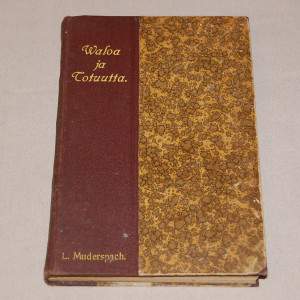 Waloa
ja
Totuutta.
L. Muderspach.